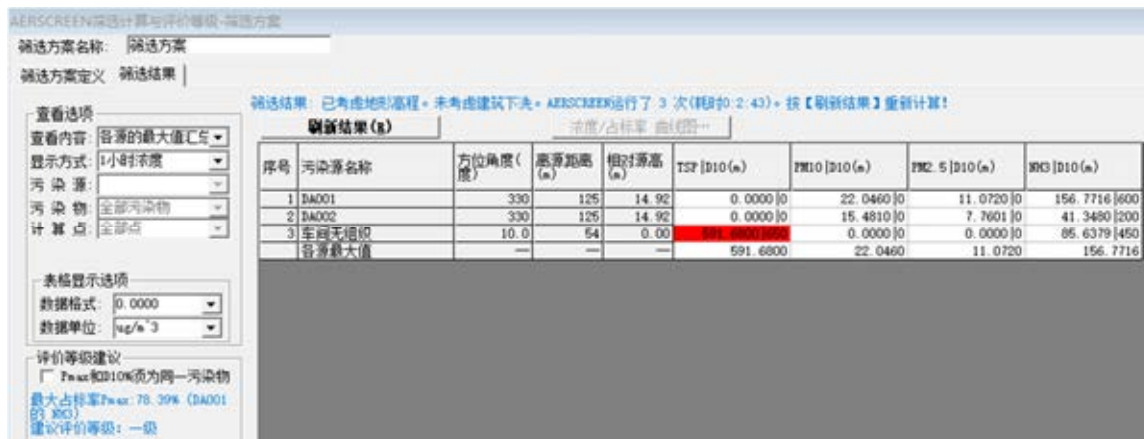 AERSCREEN筛选计算与评价等级-筛选方案
筛选方案名称: 筛选方案
筛选方案定义 筛选结果
筛选结果: 已考虑地形高程。未考虑建筑下洗。AERSCREEN运行了 3 次(耗时0:2:43)。按【刷新结果】重新计算!
查看选项
查看内容: 各源的最大值汇总
显示方式: 1小时浓度
污染源:
污染物: 全部污染物
计算点: 全部点
表格显示选项
数据格式: 0.0000
数据单位: ug/m^3
评价等级建议
Pmax和D10%须为同一污染物
最大占标率Pmax:78.39% (DA001的 NH3)
建议评价等级: 一级
刷新结果(R) 浓度/占标率 曲线图…
序号 污染源名称 方位角度(度) 离源距离(m) 相对源高(m) TSP|D10(m) PM10|D10(m) PM2.5|D10(m) NH3|D10(m)
1 DA001 330 125 14.92 0.0000|0 22.0460|0 11.0720|0 156.7716|600
2 DA002 330 125 14.92 0.0000|0 15.4810|0 7.7601|0 41.3480|200
3 车间无组织 10.0 54 0.00 591.6800|650 0.0000|0 0.0000|0 85.6379|450
各源最大值 — — — 591.6800 22.0460 11.0720 156.7716